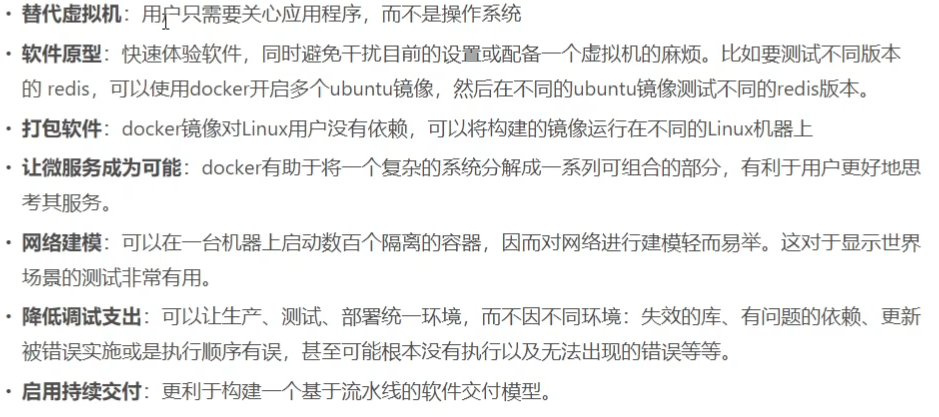 • 替代虚拟机：用户只需要关心应用程序，而不是操作系统
• 软件原型：快速体验软件，同时避免干扰目前的设置或配备一个虚拟机的麻烦。比如要测试不同版本
的 redis，可以使用docker开启多个ubuntu镜像，然后在不同的ubuntu镜像测试不同的redis版本。
• 打包软件：docker镜像对Linux用户没有依赖，可以将构建的镜像运行在不同的Linux机器上
• 让微服务成为可能：docker有助于将一个复杂的系统分解成一系列可组合的部分，有利于用户更好地思
考其服务。
• 网络建模：可以在一台机器上启动数百个隔离的容器，因而对网络进行建模轻而易举。这对于显示世界
场景的测试非常有用。
• 降低调试支出：可以让生产、测试、部署统一环境，而不因不同环境：失效的库、有问题的依赖、更新
被错误实施或是执行顺序有误，甚至可能根本没有执行以及无法出现的错误等等。
• 启用持续交付：更利于构建一个基于流水线的软件交付模型。